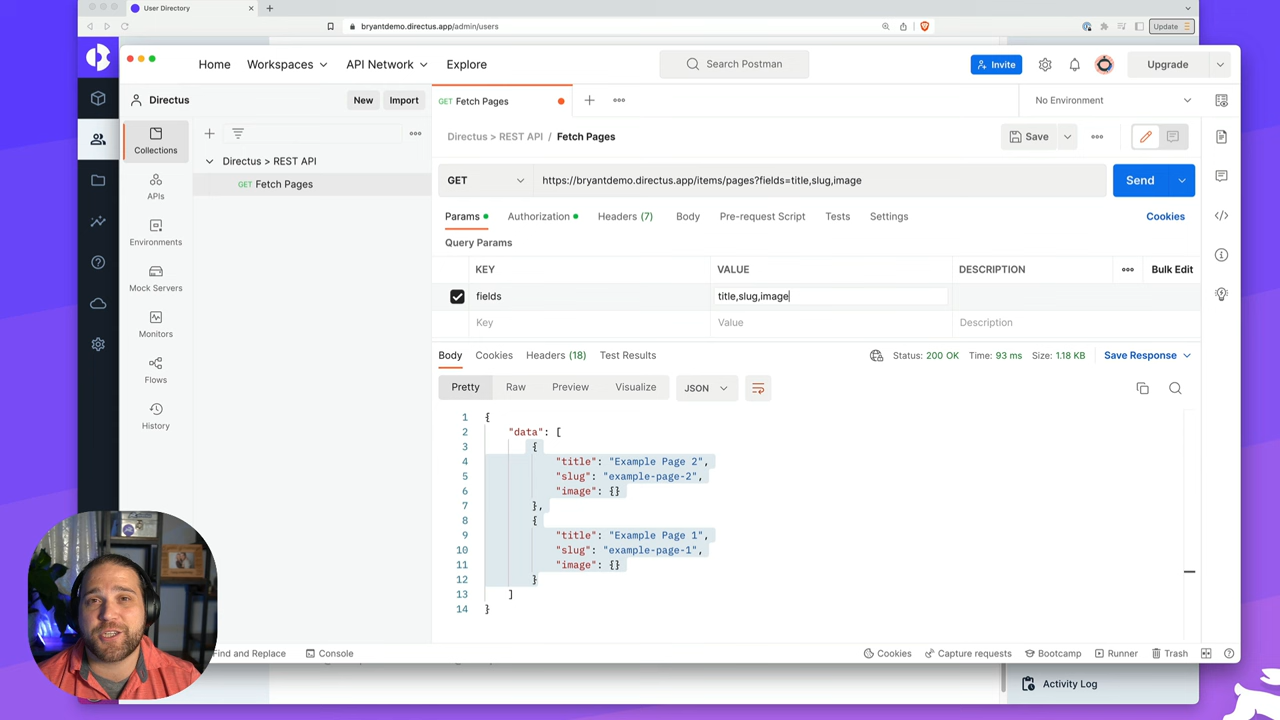 User Directory
bryantdemo.directus.app/admin/users
Update
Home
Workspaces
API Network
Explore
Search Postman
Invite
Upgrade
Directus
New
Import
GET Fetch Pages
No Environment
Collections
Directus > REST API / Fetch Pages
Save
Directus > REST API
GET Fetch Pages
GET
https://bryantdemo.directus.app/items/pages?fields=title,slug,image
Send
APIs
Params
Authorization
Headers (7)
Body
Pre-request Script
Tests
Settings
Cookies
Environments
Query Params
KEY
VALUE
DESCRIPTION
Bulk Edit
Mock Servers
fields
title,slug,image
Key
Value
Description
Monitors
Body
Cookies
Headers (18)
Test Results
Status: 200 OK
Time: 93 ms
Size: 1.18 KB
Save Response
Flows
Pretty
Raw
Preview
Visualize
JSON
History
1 {
2 "data": [
3 {
4 "title": "Example Page 2",
5 "slug": "example-page-2",
6 "image": {}
7 },
8 {
9 "title": "Example Page 1",
10 "slug": "example-page-1",
11 "image": {}
12 }
13 ]
14 }
Find and Replace
Console
Cookies
Capture requests
Bootcamp
Runner
Trash
Activity Log